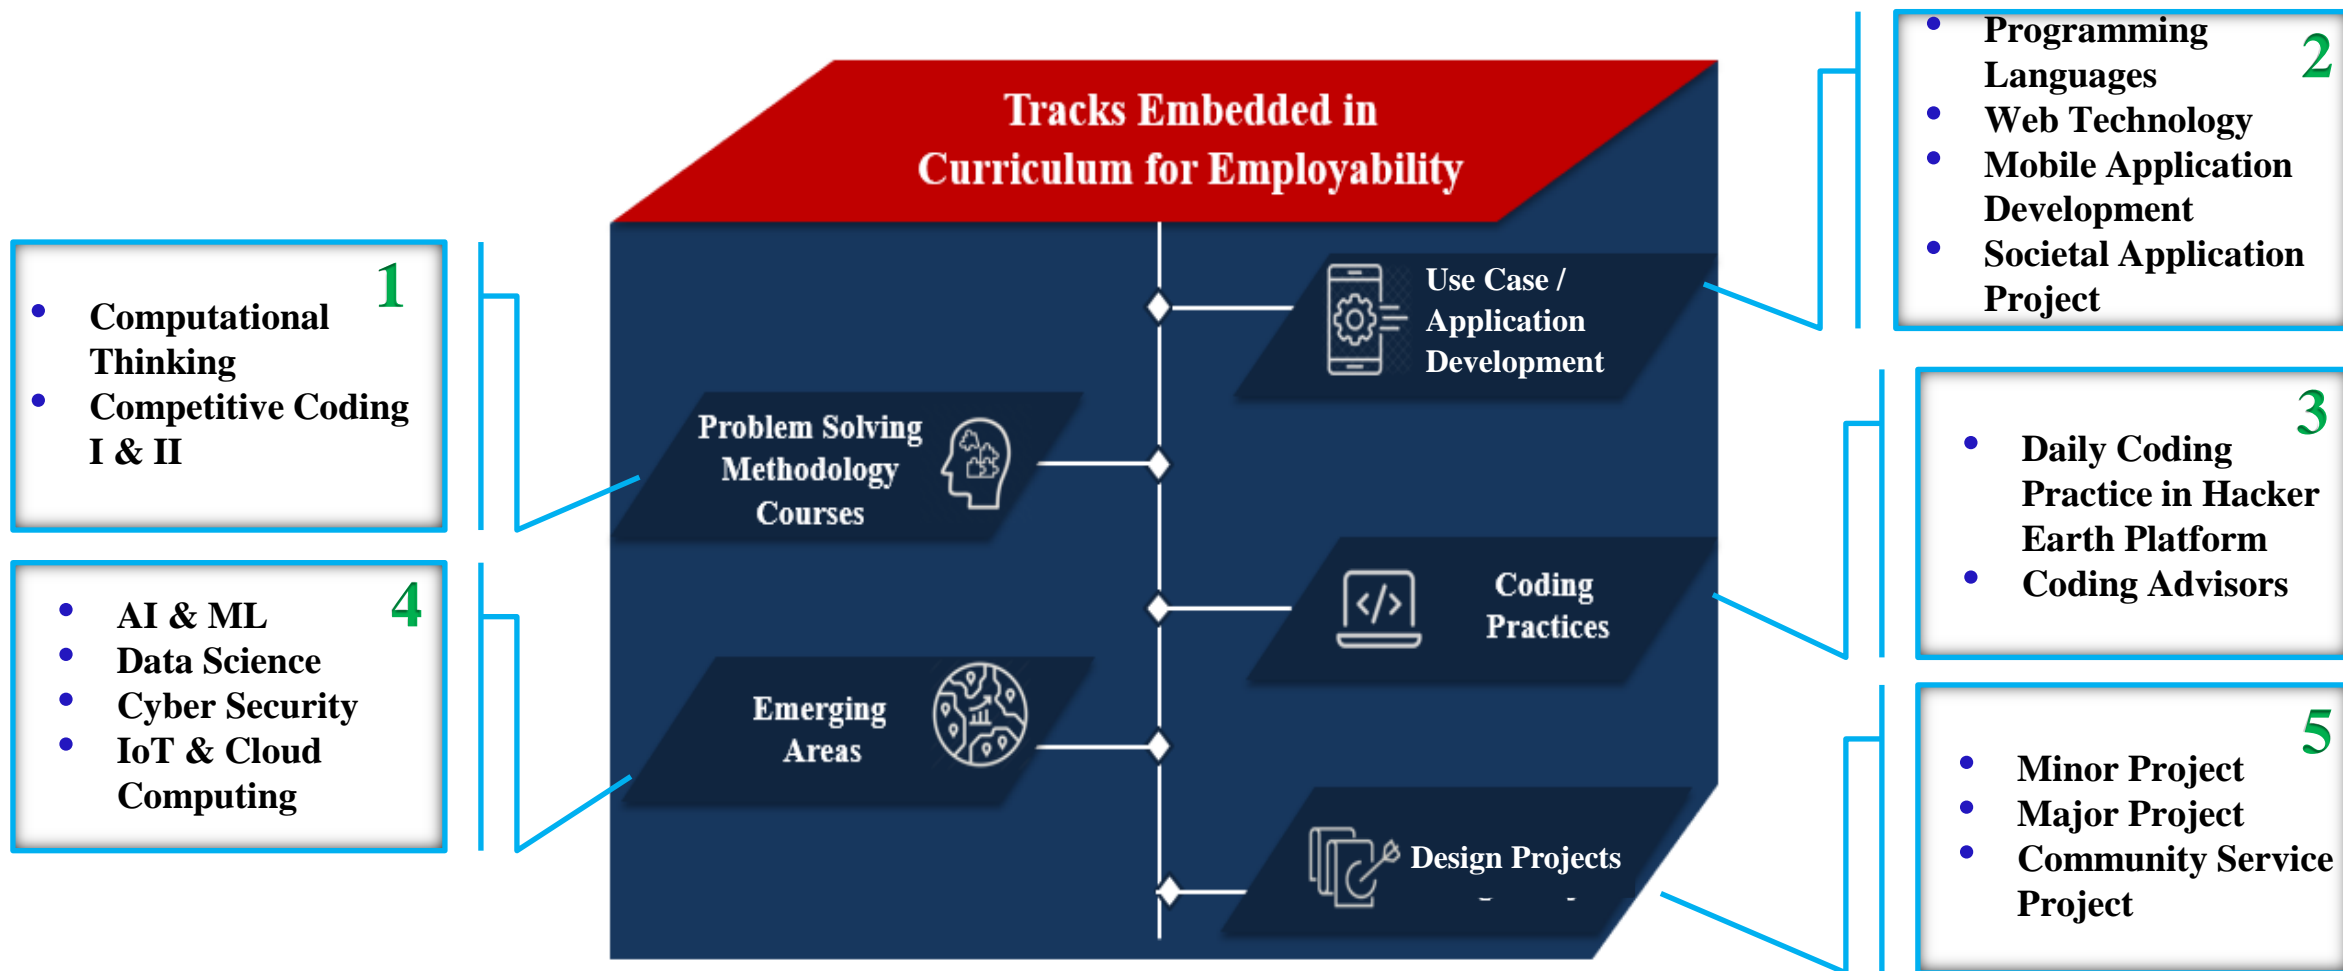 Tracks Embedded in
Curriculum for Employability
1
• Computational
Thinking
• Competitive Coding
I & II
Problem Solving
Methodology
Courses
2
• Programming
Languages
• Web Technology
• Mobile Application
Development
• Societal Application
Project
Use Case /
Application
Development
3
• Daily Coding
Practice in Hacker
Earth Platform
• Coding Advisors
</>
Coding
Practices
4
• AI & ML
• Data Science
• Cyber Security
• IoT & Cloud
Computing
Emerging
Areas
5
• Minor Project
• Major Project
• Community Service
Project
Design Projects